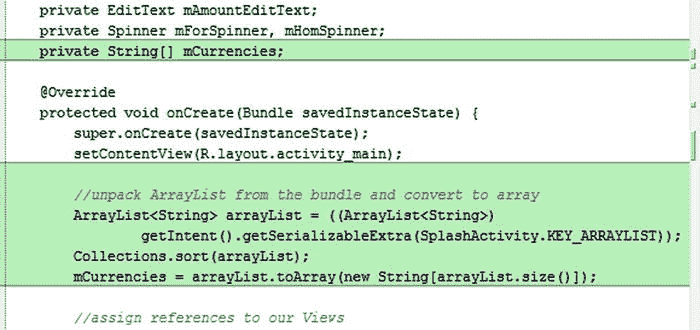 private EditText mAmountEditText;
private Spinner mForSpinner, mHomSpinner;
private String[] mCurrencies;
@Override
protected void onCreate(Bundle savedInstanceState) {
super.onCreate(savedInstanceState);
setContentView(R.layout.activity_main);
//unpack ArrayList from the bundle and convert to array
ArrayList<String> arrayList = ((ArrayList<String>)
getIntent().getSerializableExtra(SplashActivity.KEY_ARRAYLIST));
Collections.sort(arrayList);
mCurrencies = arrayList.toArray(new String[arrayList.size()]);
//assign references to our Views